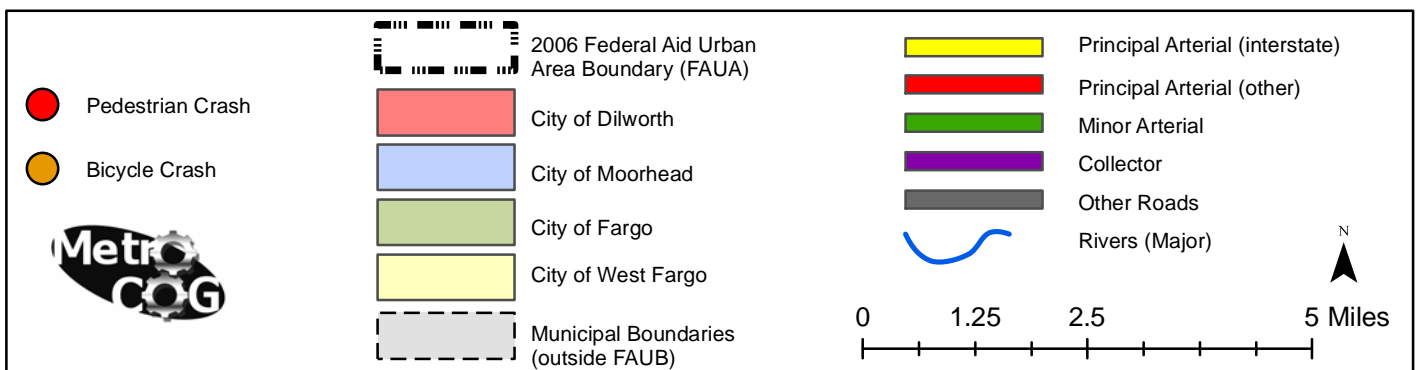 Pedestrian Crash
Bicycle Crash
Metro
COG
2006 Federal Aid Urban
Area Boundary (FAUA)
City of Dilworth
City of Moorhead
City of Fargo
City of West Fargo
Municipal Boundaries
(outside FAUB)
Principal Arterial (interstate)
Principal Arterial (other)
Minor Arterial
Collector
Other Roads
Rivers (Major)
N
0 1.25 2.5 5 Miles